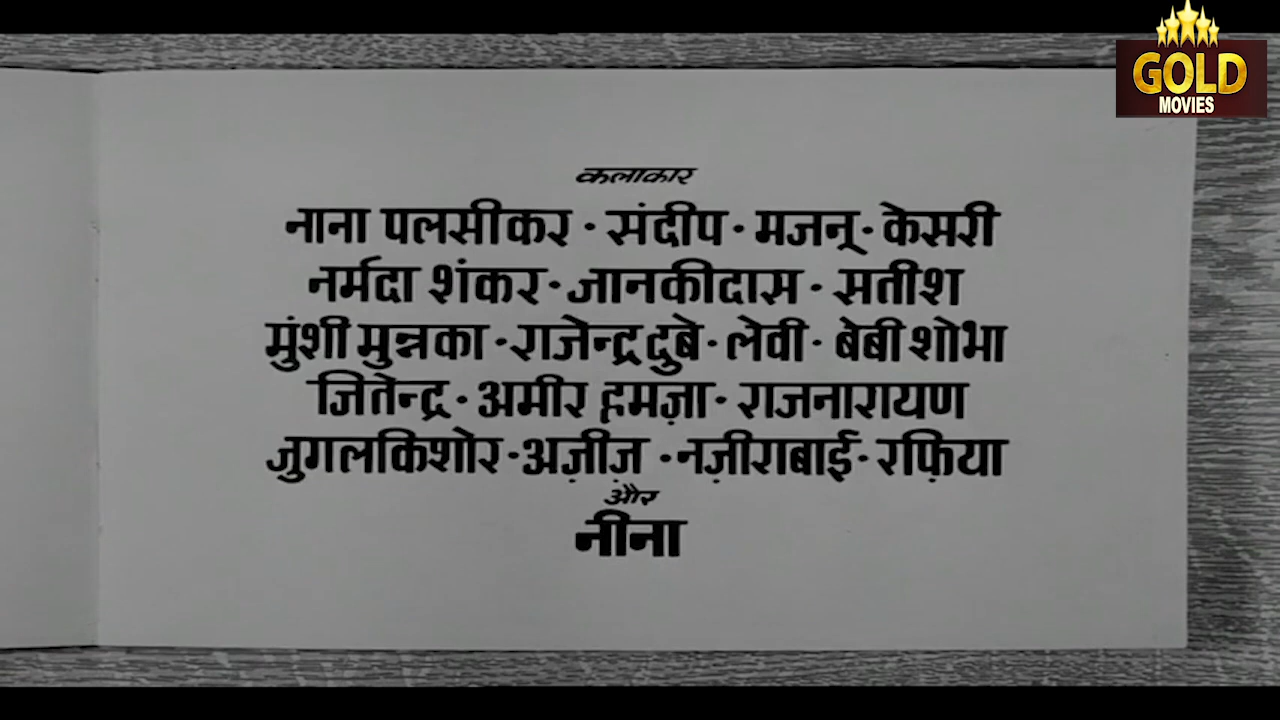 GOLD
MOVIES
कलाकार
नाना पलसीकर · संदीप · मजनू · केसरी
नर्मदा शंकर · जानकीदास · सतीश
मुंशी मुन्नका · राजेन्द्र दुबे · लेवी · बेबी शोभा
जितेन्द्र · अमीर हमज़ा · राजनारायण
जुगलकिशोर · अज़ीज़ · नज़ीराबाई · रफ़िया
और
नीना